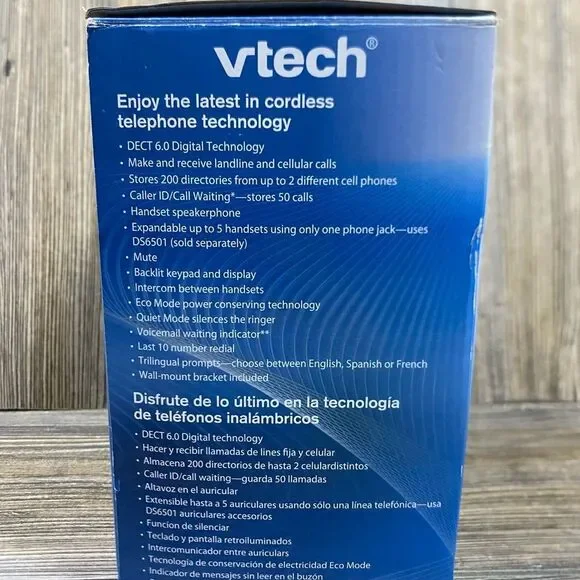 vtech®
Enjoy the latest in cordless
telephone technology
• DECT 6.0 Digital Technology
• Make and receive landline and cellular calls
• Stores 200 directories from up to 2 different cell phones
• Caller ID/Call Waiting*—stores 50 calls
• Handset speakerphone
• Expandable up to 5 handsets using only one phone jack—uses
DS6501 (sold separately)
• Mute
• Backlit keypad and display
• Intercom between handsets
• Eco Mode power conserving technology
• Quiet Mode silences the ringer
• Voicemail waiting indicator**
• Last 10 number redial
• Trilingual prompts—choose between English, Spanish or French
• Wall-mount bracket included
Disfrute de lo último en la tecnología
de teléfonos inalámbricos
• DECT 6.0 Digital technology
• Hacer y recibir llamadas de lines fija y celular
• Almacena 200 directorios de hasta 2 celulardistintos
• Caller ID/call waiting—guarda 50 llamadas
• Altavoz en el auricular
• Extensible hasta a 5 auriculares usando sólo una línea telefónica—usa
DS6501 auriculares accesorios
• Funcion de silenciar
• Teclado y pantalla retroiluminados
• Intercomunicador entre auriculars
• Tecnología de conservación de electricidad Eco Mode
• Indicador de mensajes sin leer en el buzón